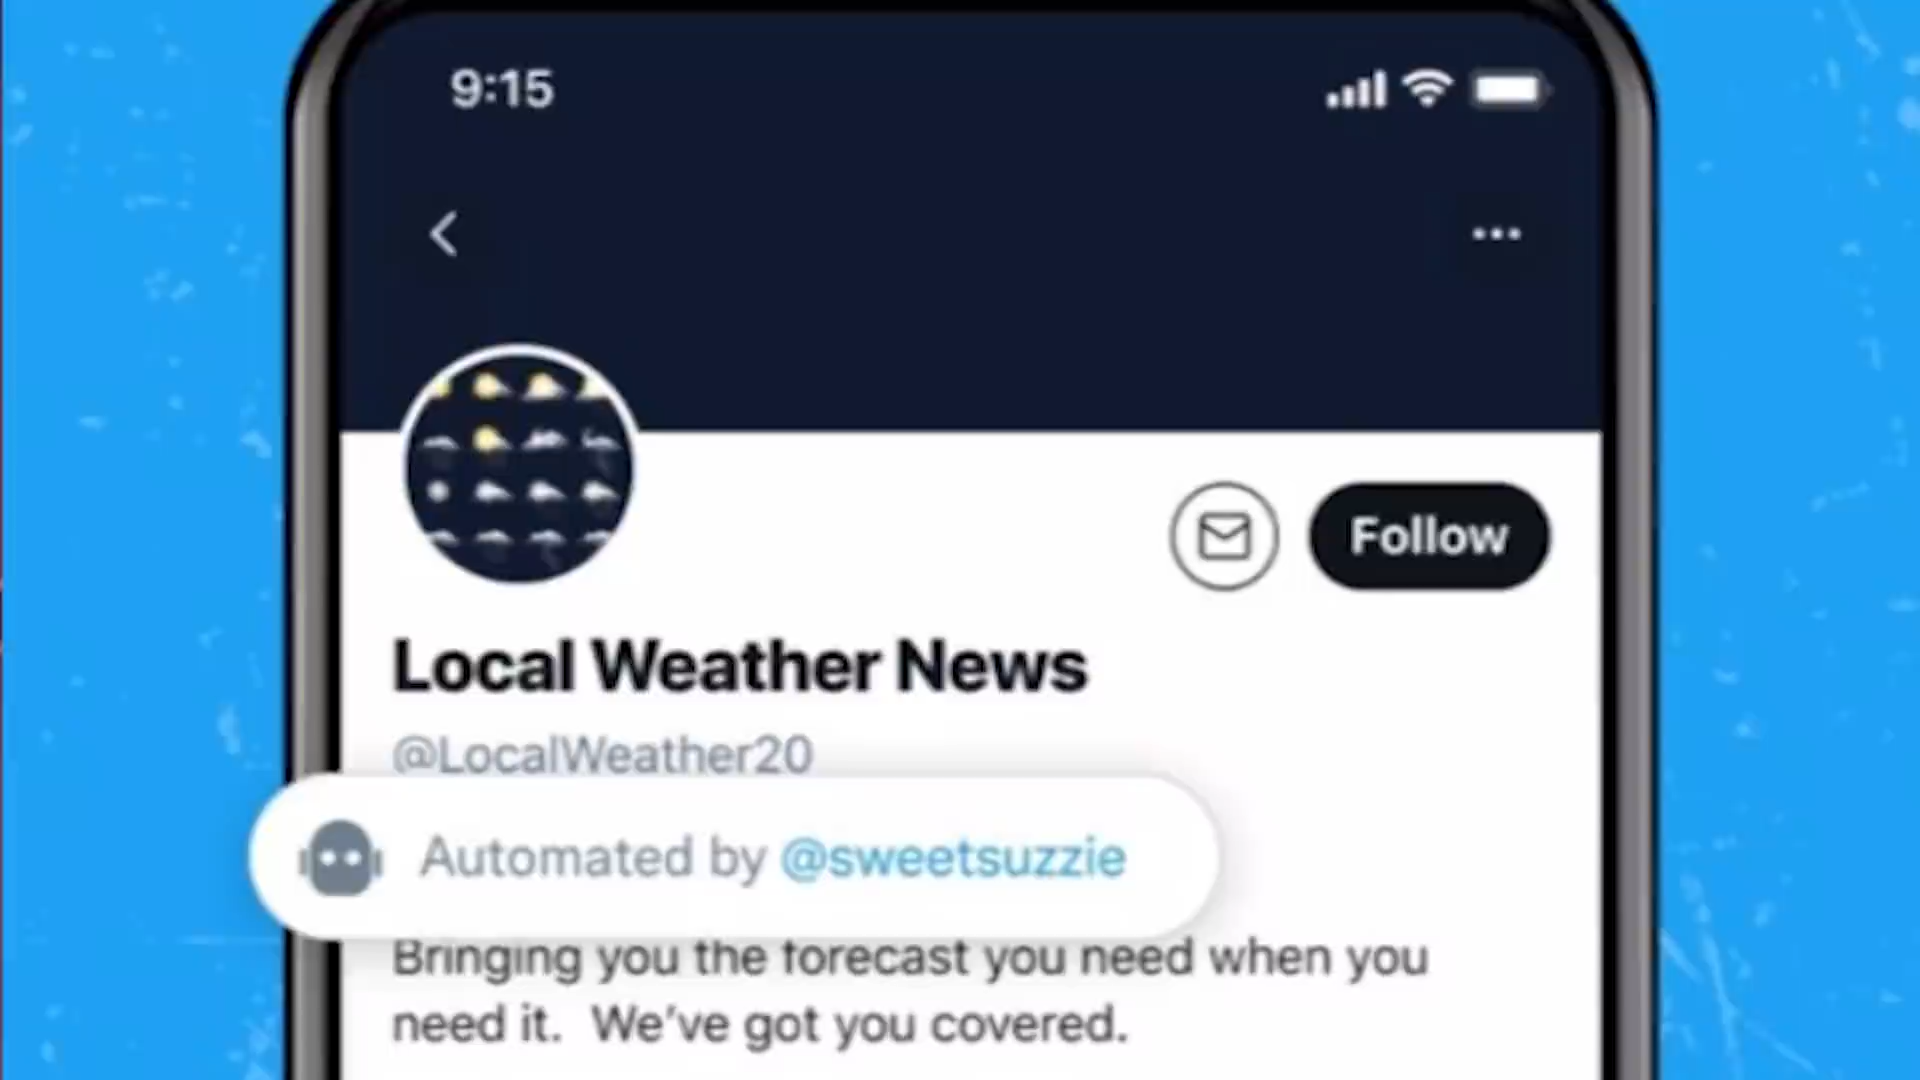 9:15
Follow
Local Weather News
@LocalWeather20
Automated by @sweetsuzzie
Bringing you the forecast you need when you
need it. We've got you covered.